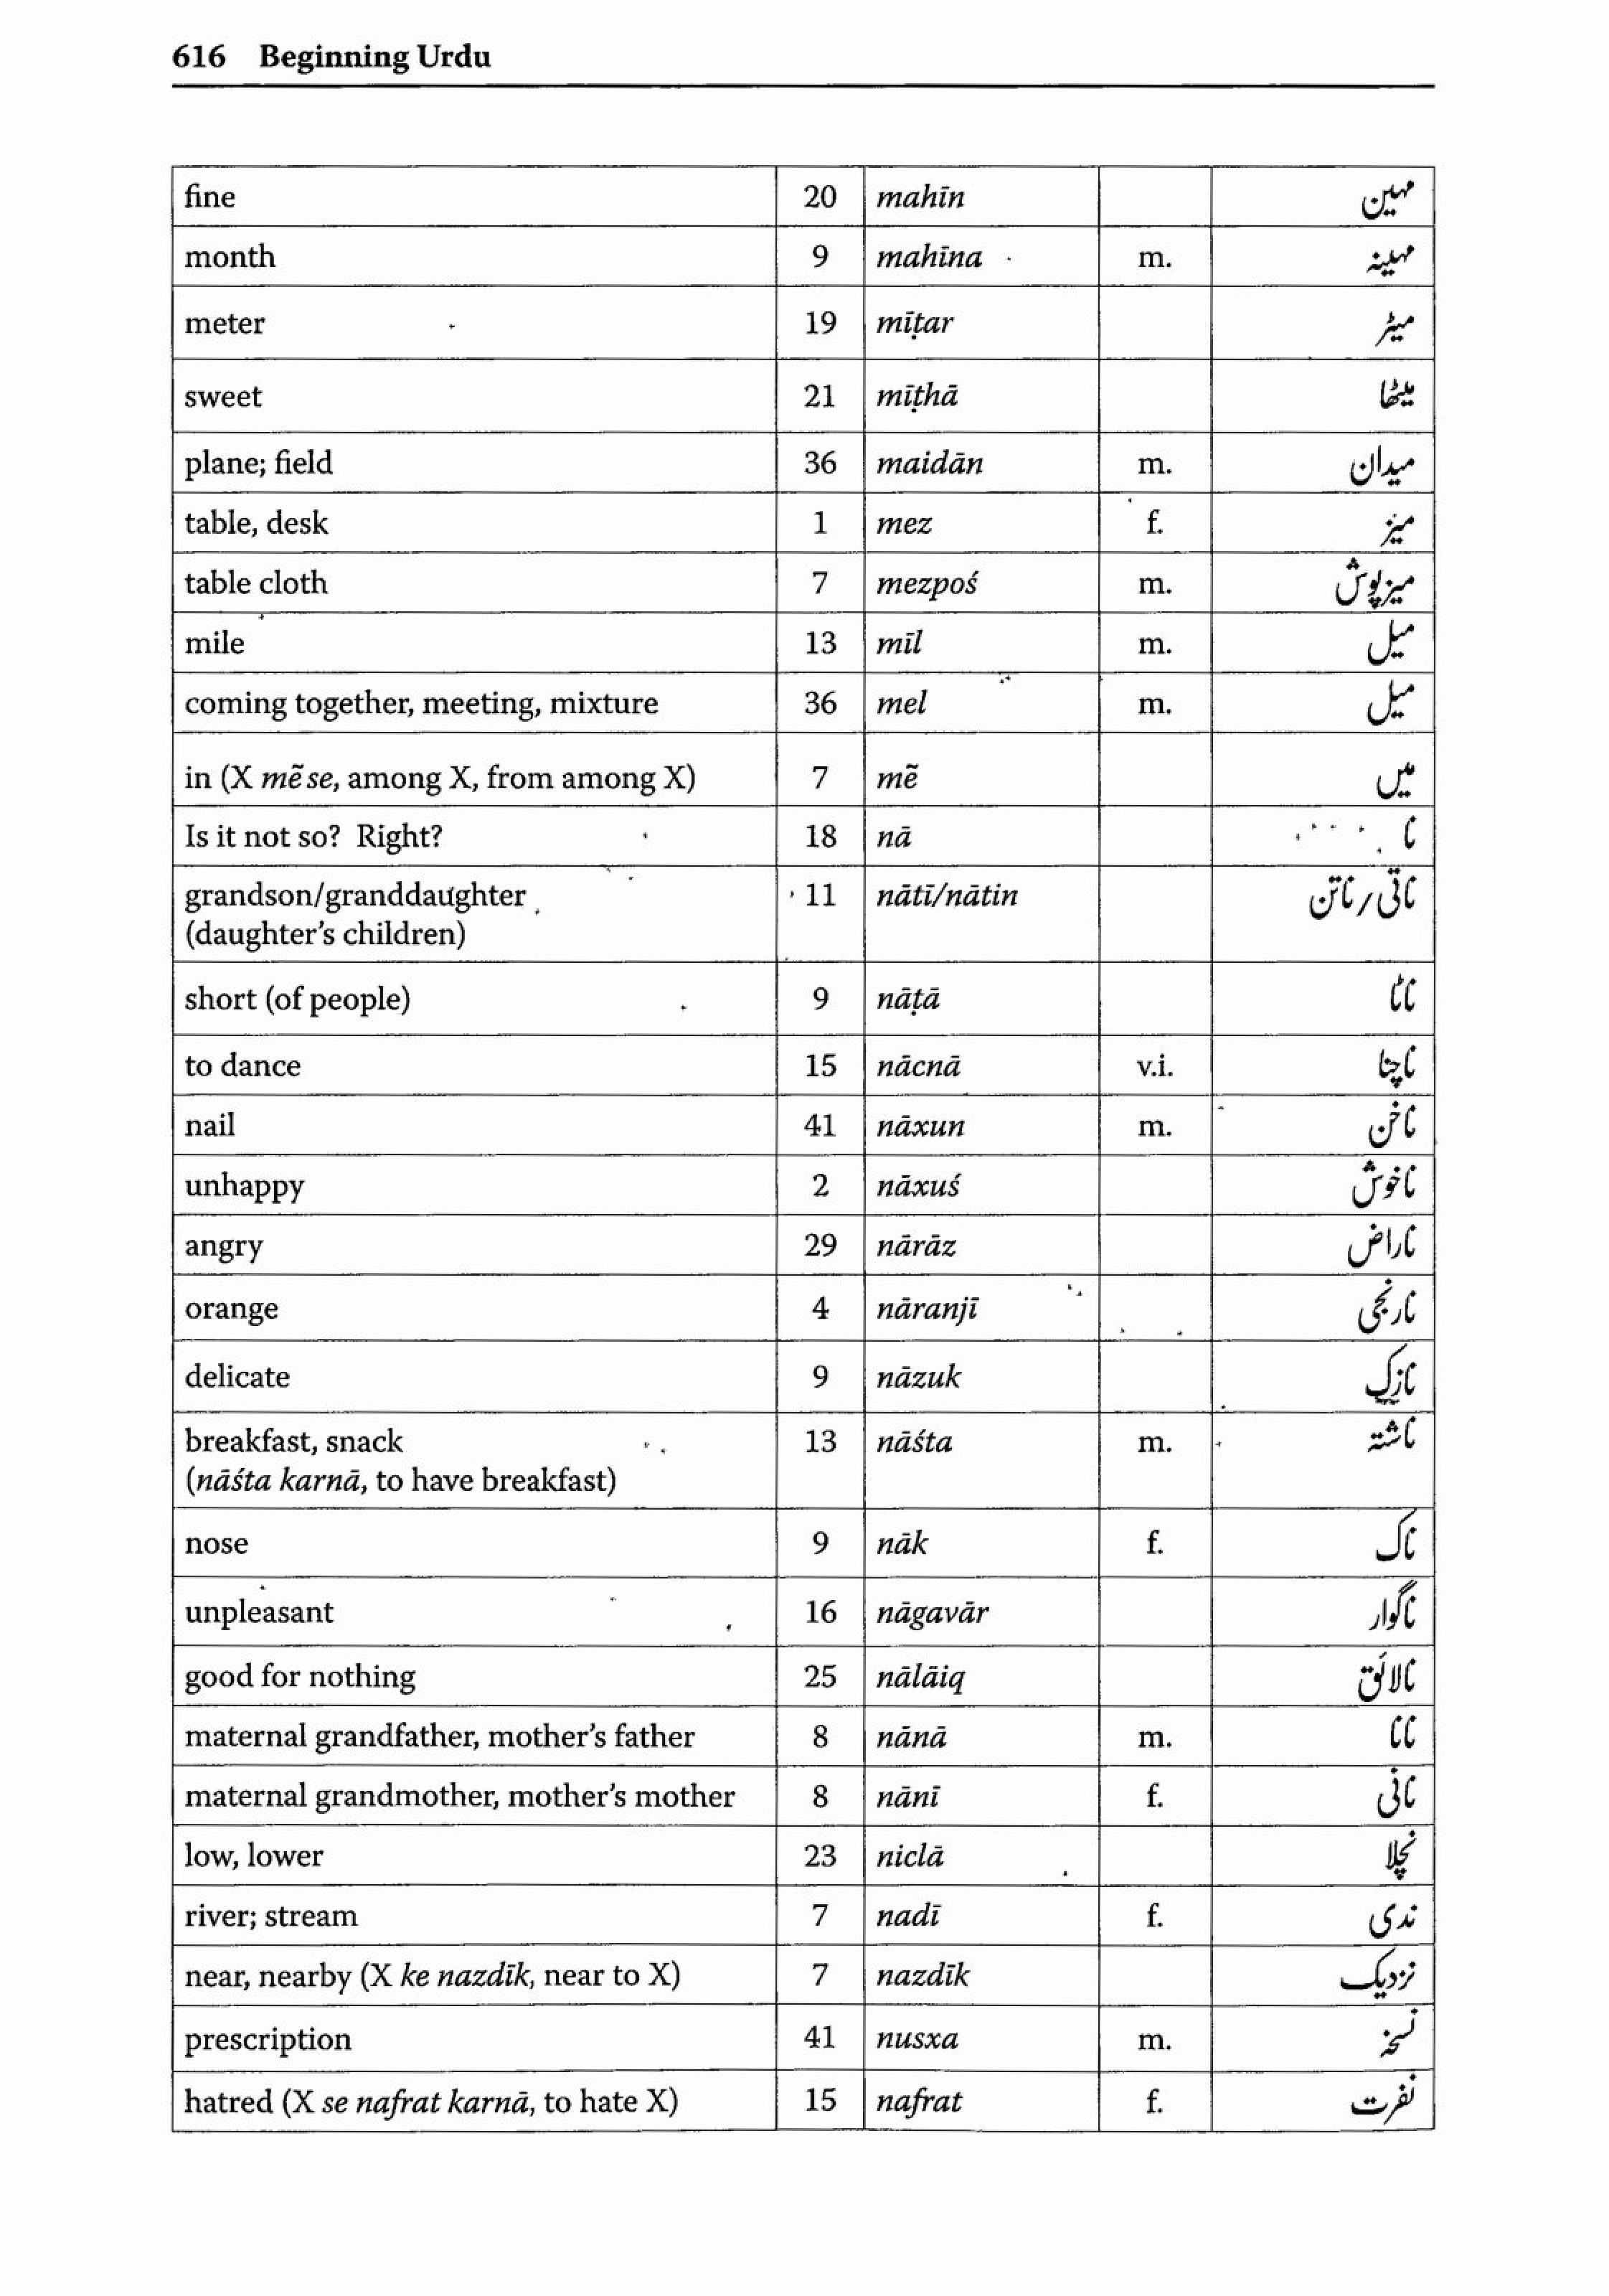 616 Beginning Urdu
fine 20 mahīn مہین
month 9 mahīna m. مہینہ
meter 19 mīṭar میٹر
sweet 21 mīṭhā میٹھا
plane; field 36 maidān m. میدان
table, desk 1 mez f. میز
table cloth 7 mezpoś m. میزپوش
mile 13 mīl m. میل
coming together, meeting, mixture 36 mel m. میل
in (X mẽ se, among X, from among X) 7 mẽ میں
Is it not so? Right? 18 nā نا
grandson/granddaughter 11 nātī/nātin ناتی/ناتن
(daughter's children)
short (of people) 9 nāṭā ناٹا
to dance 15 nācnā v.i. ناچنا
nail 41 nāxun m. ناخن
unhappy 2 nāxuś ناخوش
angry 29 nārāz ناراض
orange 4 nāranjī نارنجی
delicate 9 nāzuk نازک
breakfast, snack 13 nāśta m. ناشتہ
(nāśta karnā, to have breakfast)
nose 9 nāk f. ناک
unpleasant 16 nāgavār ناگوار
good for nothing 25 nālāiq نالائق
maternal grandfather, mother's father 8 nānā m. نانا
maternal grandmother, mother's mother 8 nānī f. نانی
low, lower 23 niclā نچلا
river; stream 7 nadī f. ندی
near, nearby (X ke nazdīk, near to X) 7 nazdīk نزدیک
prescription 41 nusxa m. نسخہ
hatred (X se nafrat karnā, to hate X) 15 nafrat f. نفرت